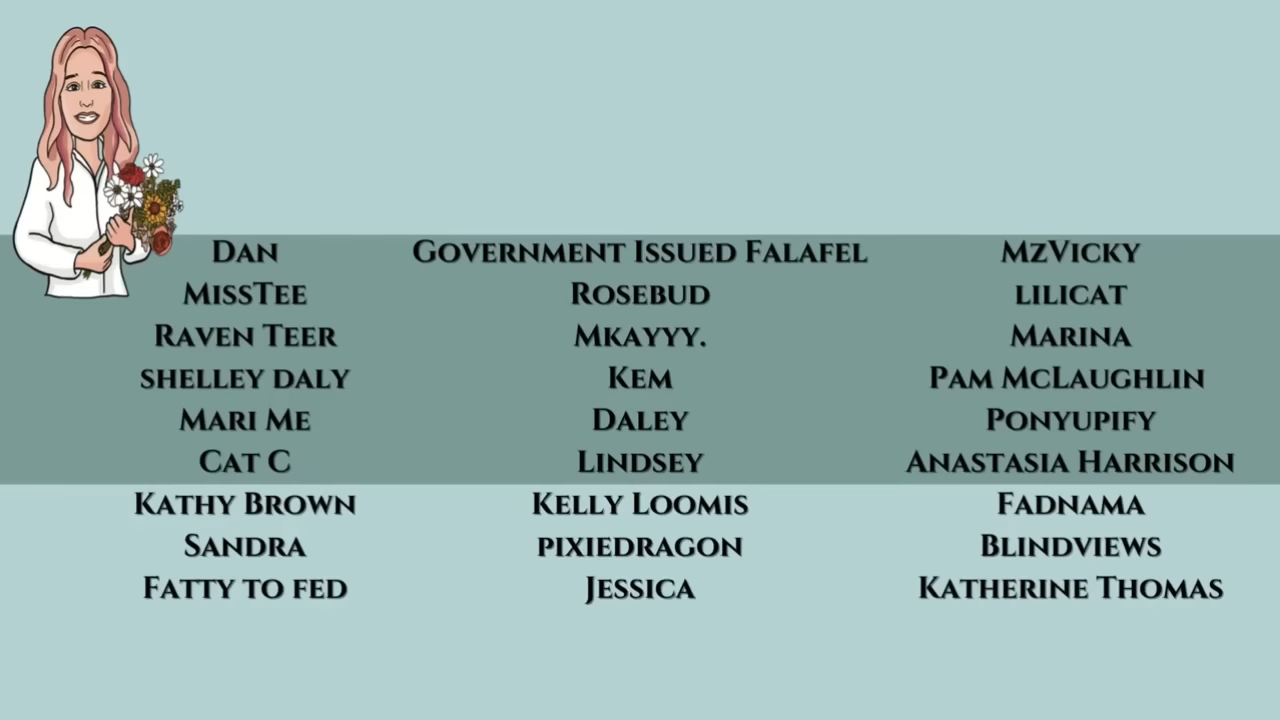 Dan
Government Issued Falafel
MzVicky
MissTee
Rosebud
lilicat
Raven Teer
Mkayyy.
Marina
shelley daly
Kem
Pam McLaughlin
Mari Me
Daley
Ponyupify
Cat C
Lindsey
Anastasia Harrison
Kathy Brown
Kelly Loomis
Fadnama
Sandra
pixiedragon
Blindviews
Fatty to fed
Jessica
Katherine Thomas